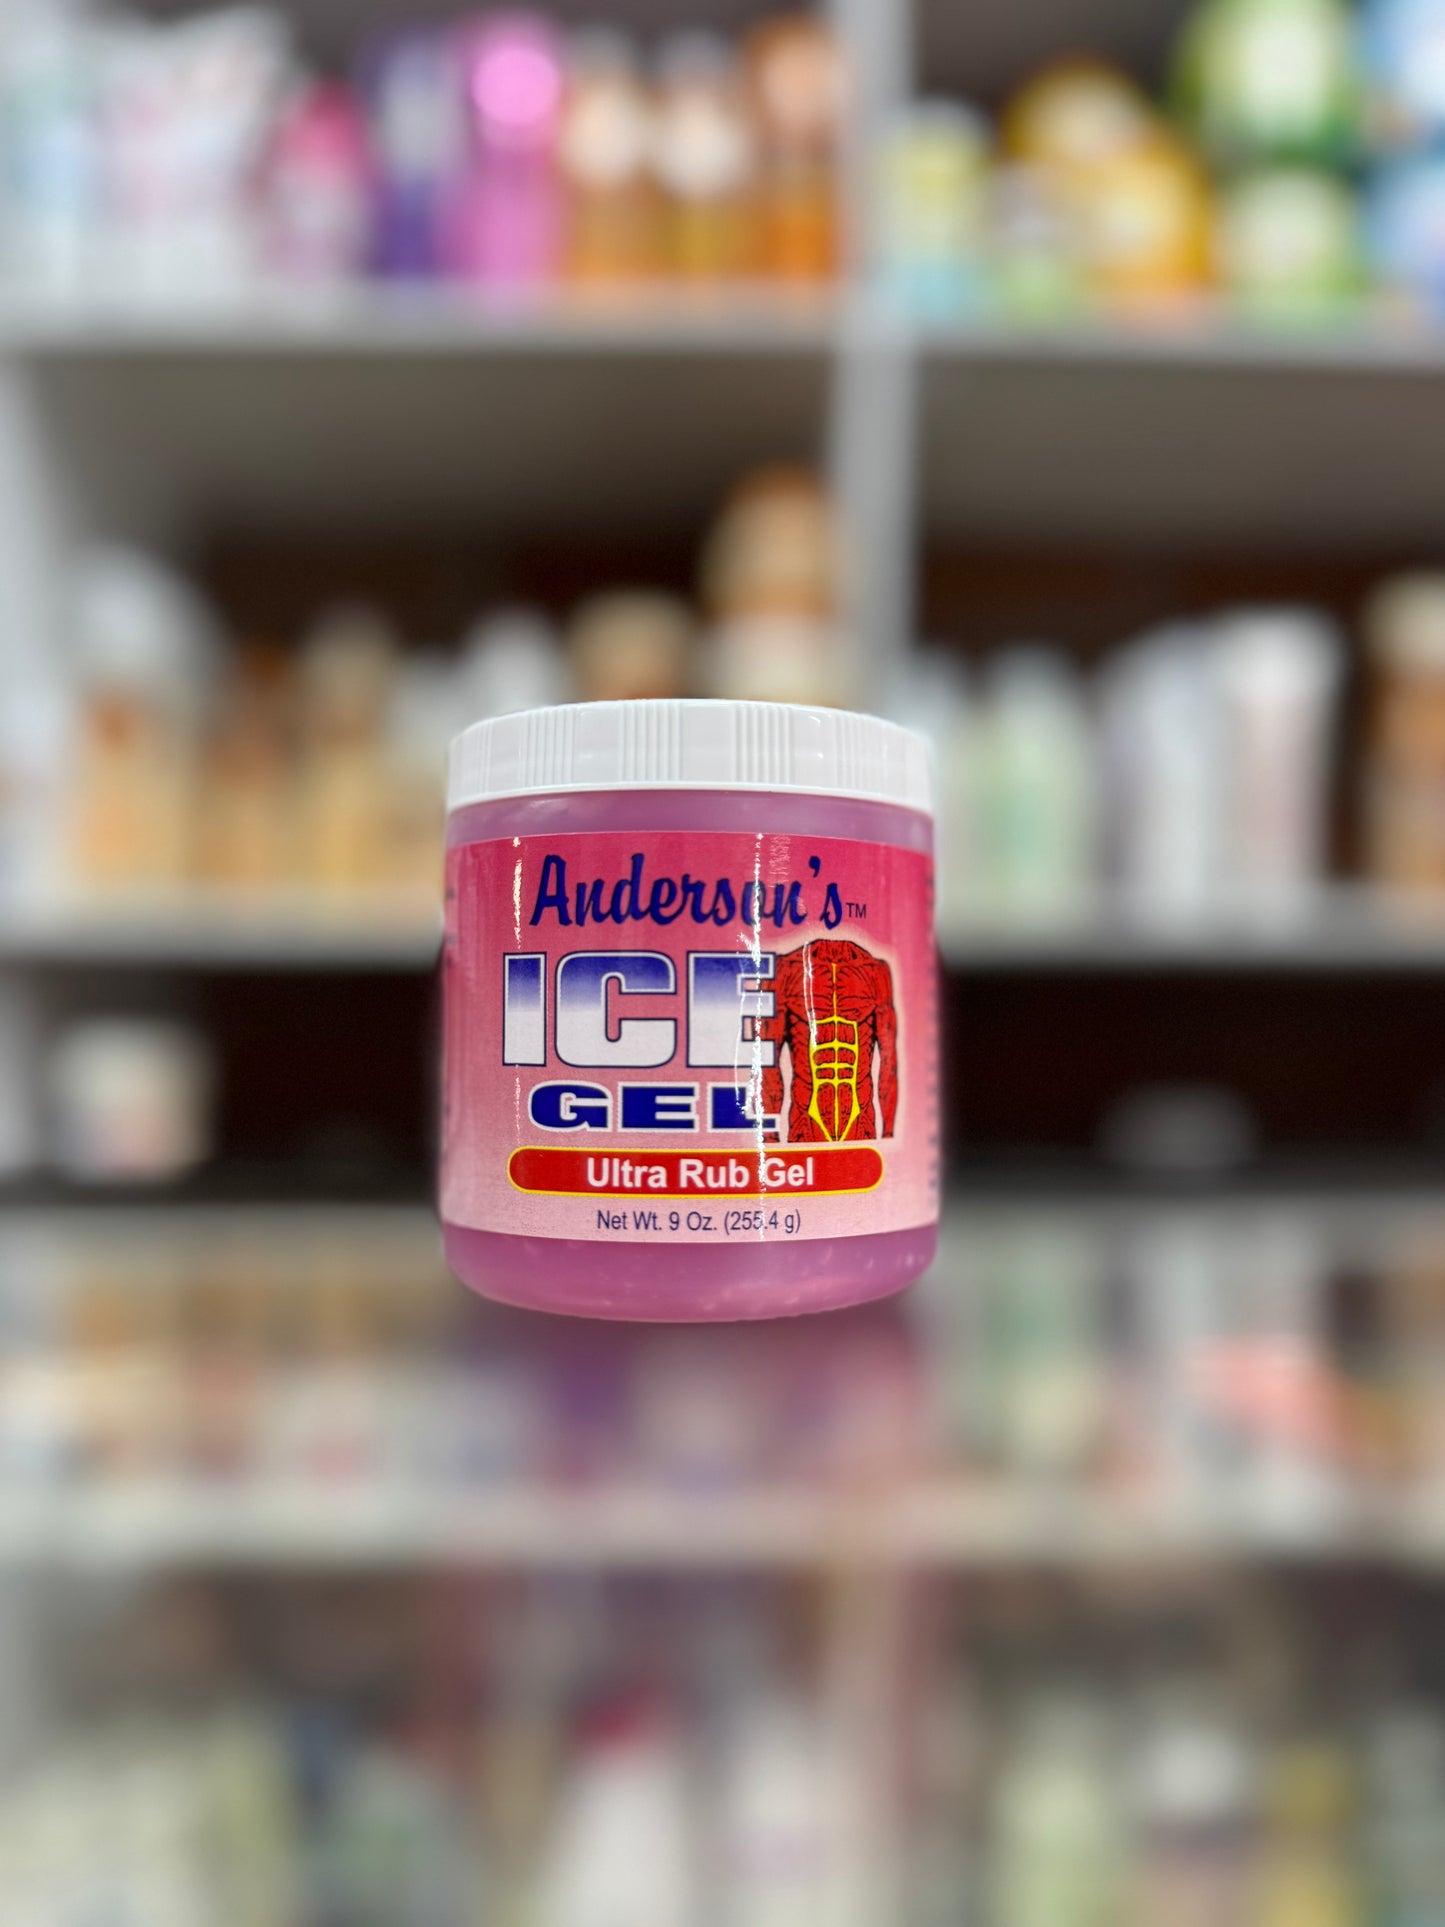 Anderson's™
ICE
GEL
Ultra Rub Gel
Net Wt. 9 Oz. (255.4 g)